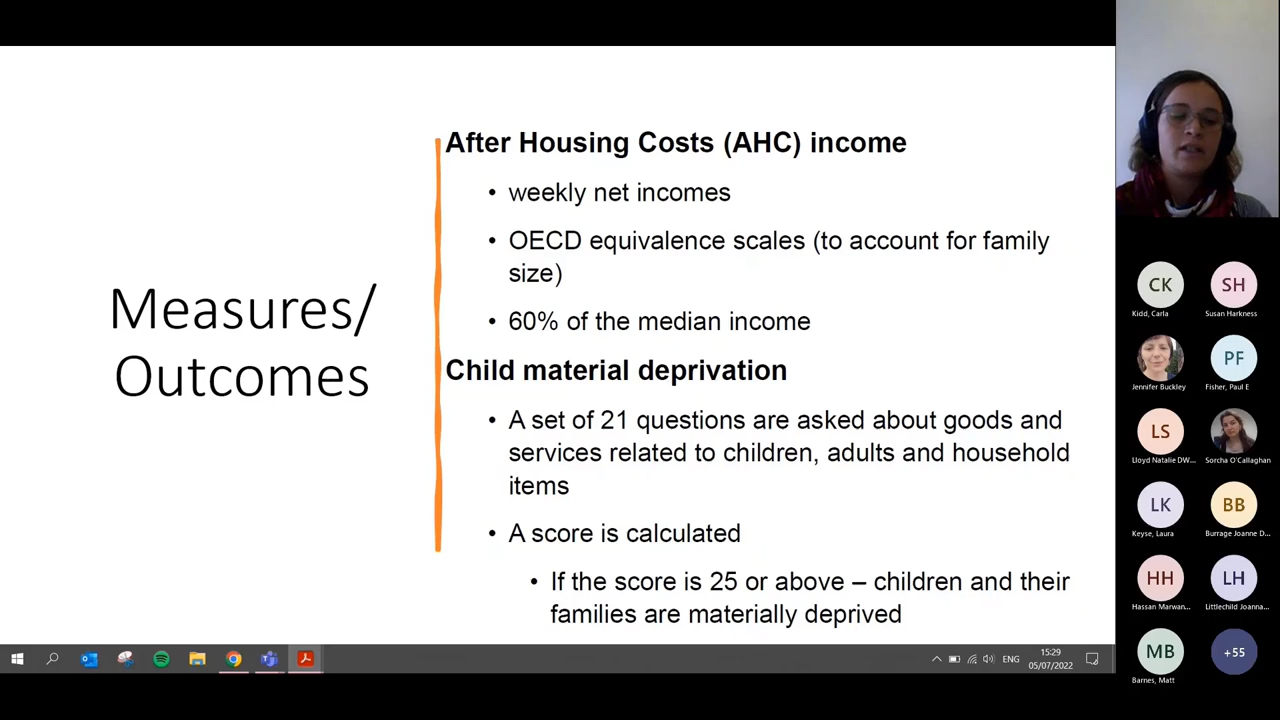 Measures/
Outcomes
After Housing Costs (AHC) income
• weekly net incomes
• OECD equivalence scales (to account for family
size)
• 60% of the median income
Child material deprivation
• A set of 21 questions are asked about goods and
services related to children, adults and household
items
• A score is calculated
• If the score is 25 or above – children and their
families are materially deprived
CK
Kidd, Carla
SH
Susan Harkness
Jennifer Buckley
PF
Fisher, Paul E
LS
Lloyd Natalie DW...
Sorcha O'Callaghan
LK
Keyse, Laura
BB
Burrage Joanne D...
HH
Hassan Marwan...
LH
Littlechild Joanna...
MB
Barnes, Matt
+55
ENG
15:29
05/07/2022